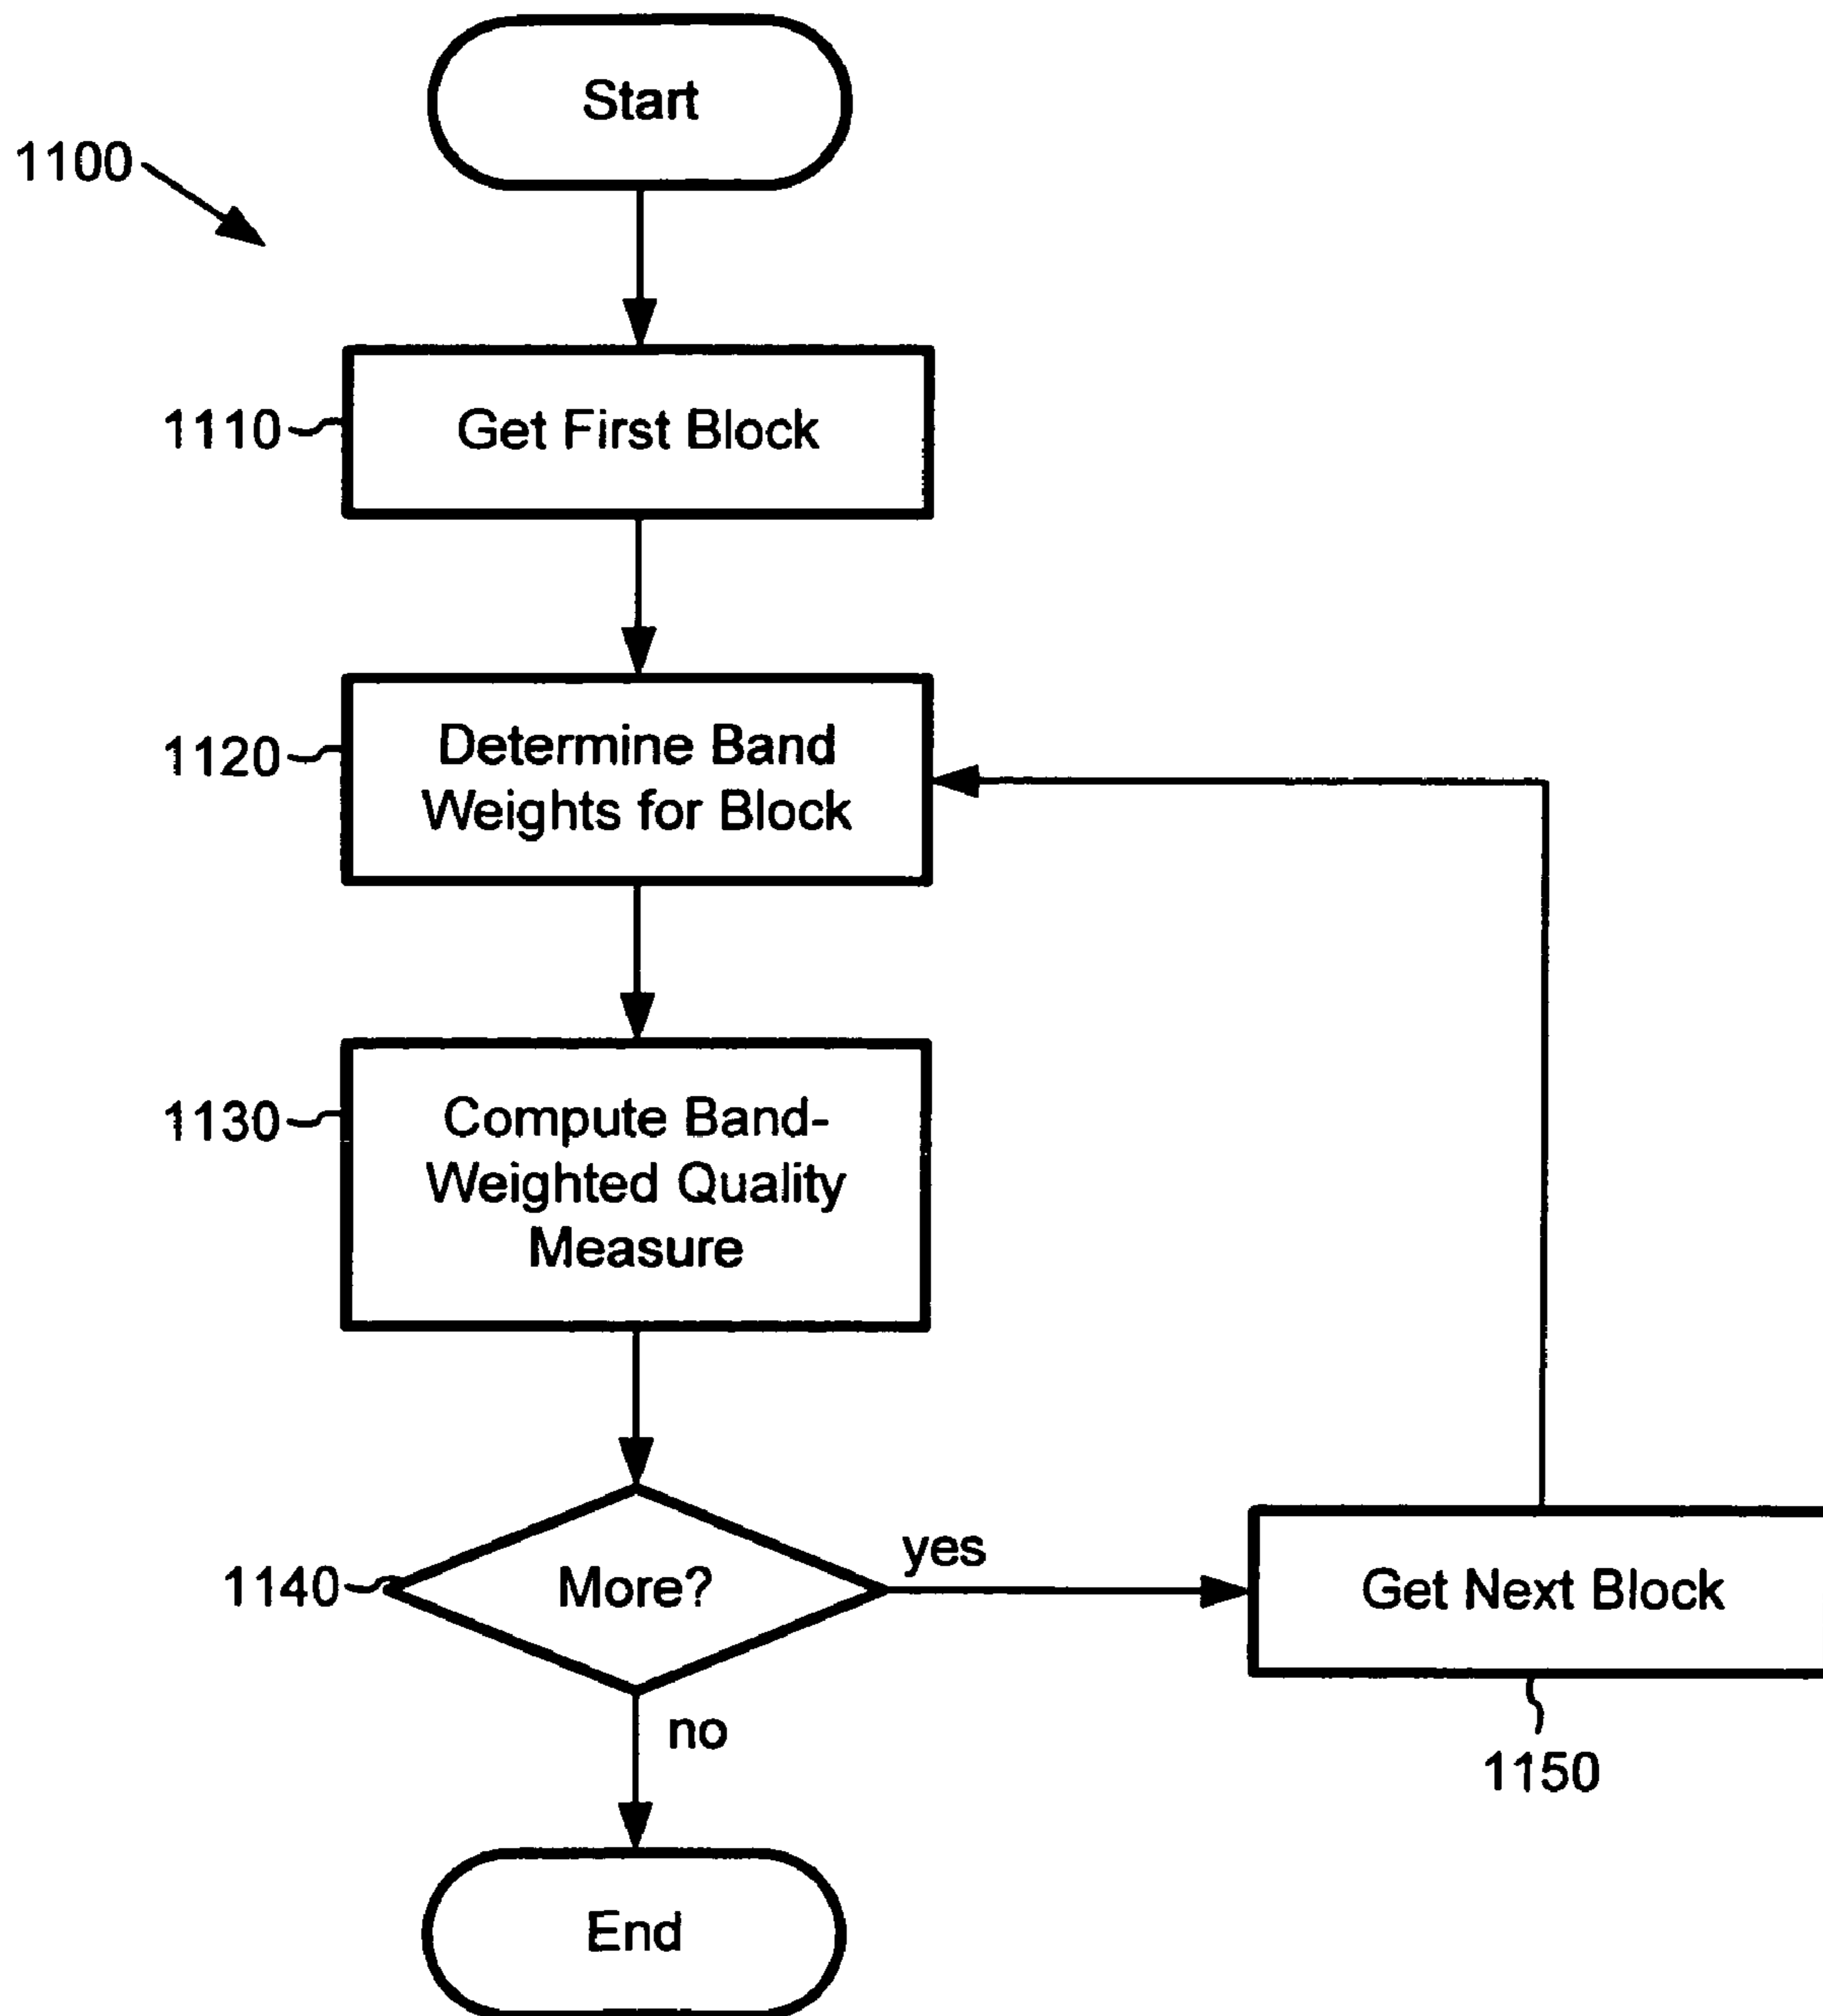 Start
1100
1110
Get First Block
1120
Determine Band
Weights for Block
1130
Compute Band-
Weighted Quality
Measure
1140
More?
yes
Get Next Block
1150
no
End